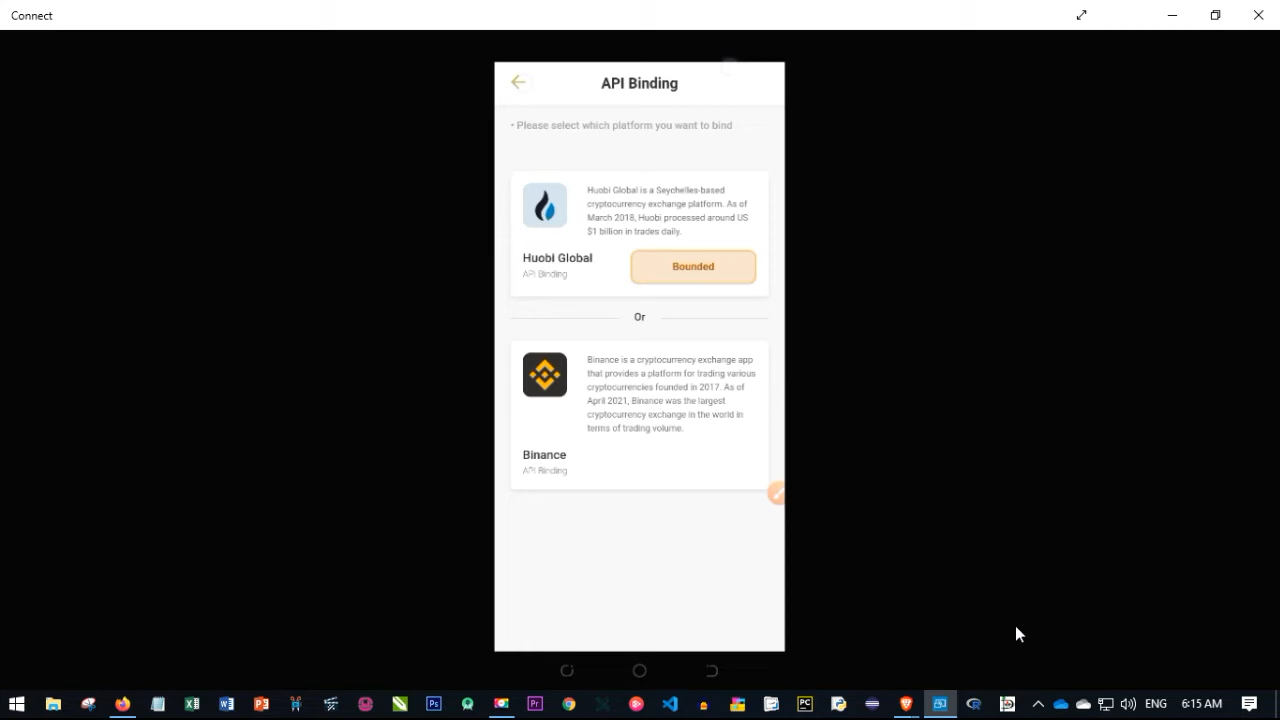 Connect
API Binding
• Please select which platform you want to bind
Huobi Global is a Seychelles-based
cryptocurrency exchange platform. As of
March 2018, Huobi processed around US
$1 billion in trades daily.
Huobi Global
API Binding
Bounded
Or
Binance is a cryptocurrency exchange app
that provides a platform for trading various
cryptocurrencies founded in 2017. As of
April 2021, Binance was the largest
cryptocurrency exchange in the world in
terms of trading volume.
Binance
API Binding
ENG
6:15 AM